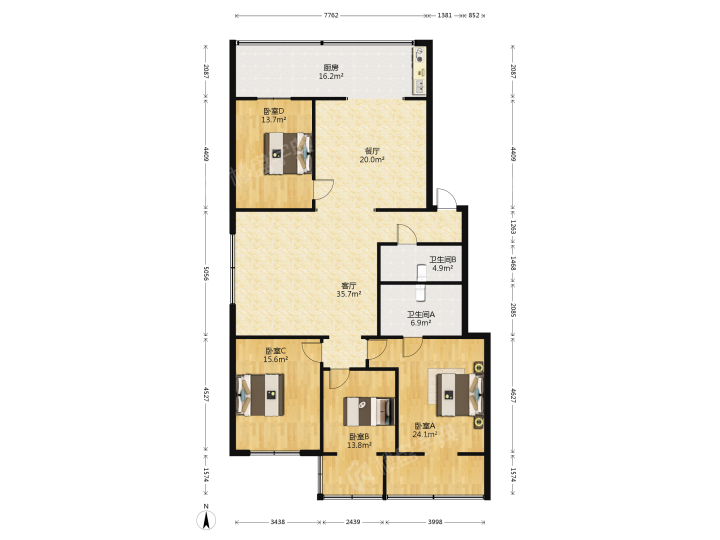 7762 1381 852
2087 4409 5056 4527 1574
厨房
16.2m²
卧室D
13.7m²
餐厅
20.0m²
卫生间B
4.9m²
客厅
35.7m²
卫生间A
6.9m²
卧室C
15.6m²
卧室A
24.1m²
卧室B
13.8m²
2087 4409 1263 1468 2085 4627 1574
N
3438 2439 3998